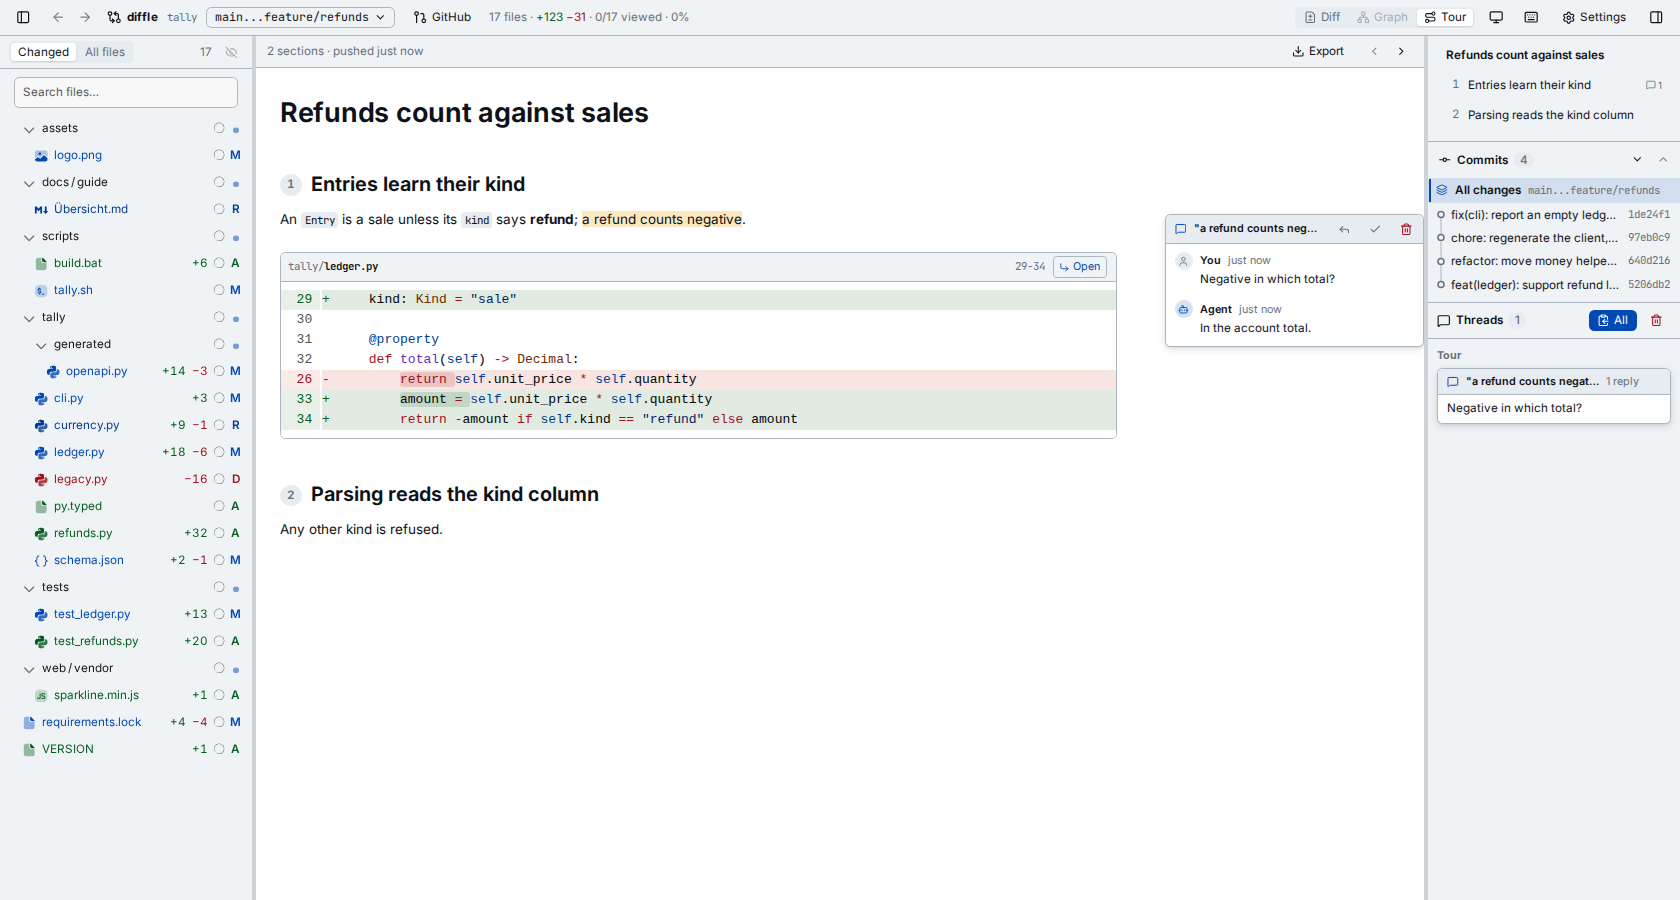 diffle tally main...feature/refunds GitHub 17 files · +123 −31 · 0/17 viewed · 0% Diff Graph Tour Settings
Changed All files 17
Search files...
assets
logo.png M
docs/guide
Übersicht.md R
scripts
build.bat +6 A
tally.sh M
tally
generated
openapi.py +14 −3 M
cli.py +3 M
currency.py +9 −1 R
ledger.py +18 −6 M
legacy.py −16 D
py.typed A
refunds.py +32 A
schema.json +2 −1 M
tests
test_ledger.py +13 M
test_refunds.py +20 A
web/vendor
sparkline.min.js +1 A
requirements.lock +4 −4 M
VERSION +1 A
2 sections · pushed just now Export
Refunds count against sales
1 Entries learn their kind
An Entry is a sale unless its kind says refund; a refund counts negative.
tally/ledger.py 29-34 Open
29 + kind: Kind = "sale"
30
31 @property
32 def total(self) -> Decimal:
26 - return self.unit_price * self.quantity
33 + amount = self.unit_price * self.quantity
34 + return -amount if self.kind == "refund" else amount
2 Parsing reads the kind column
Any other kind is refused.
"a refund counts neg...
You just now
Negative in which total?
Agent just now
In the account total.
Refunds count against sales
1 Entries learn their kind 1
2 Parsing reads the kind column
Commits 4
All changes main...feature/refunds
fix(cli): report an empty ledg... 1de24f1
chore: regenerate the client,... 97eb0c9
refactor: move money helpe... 640d216
feat(ledger): support refund l... 5206db2
Threads 1 All
Tour
"a refund counts negat... 1 reply
Negative in which total?